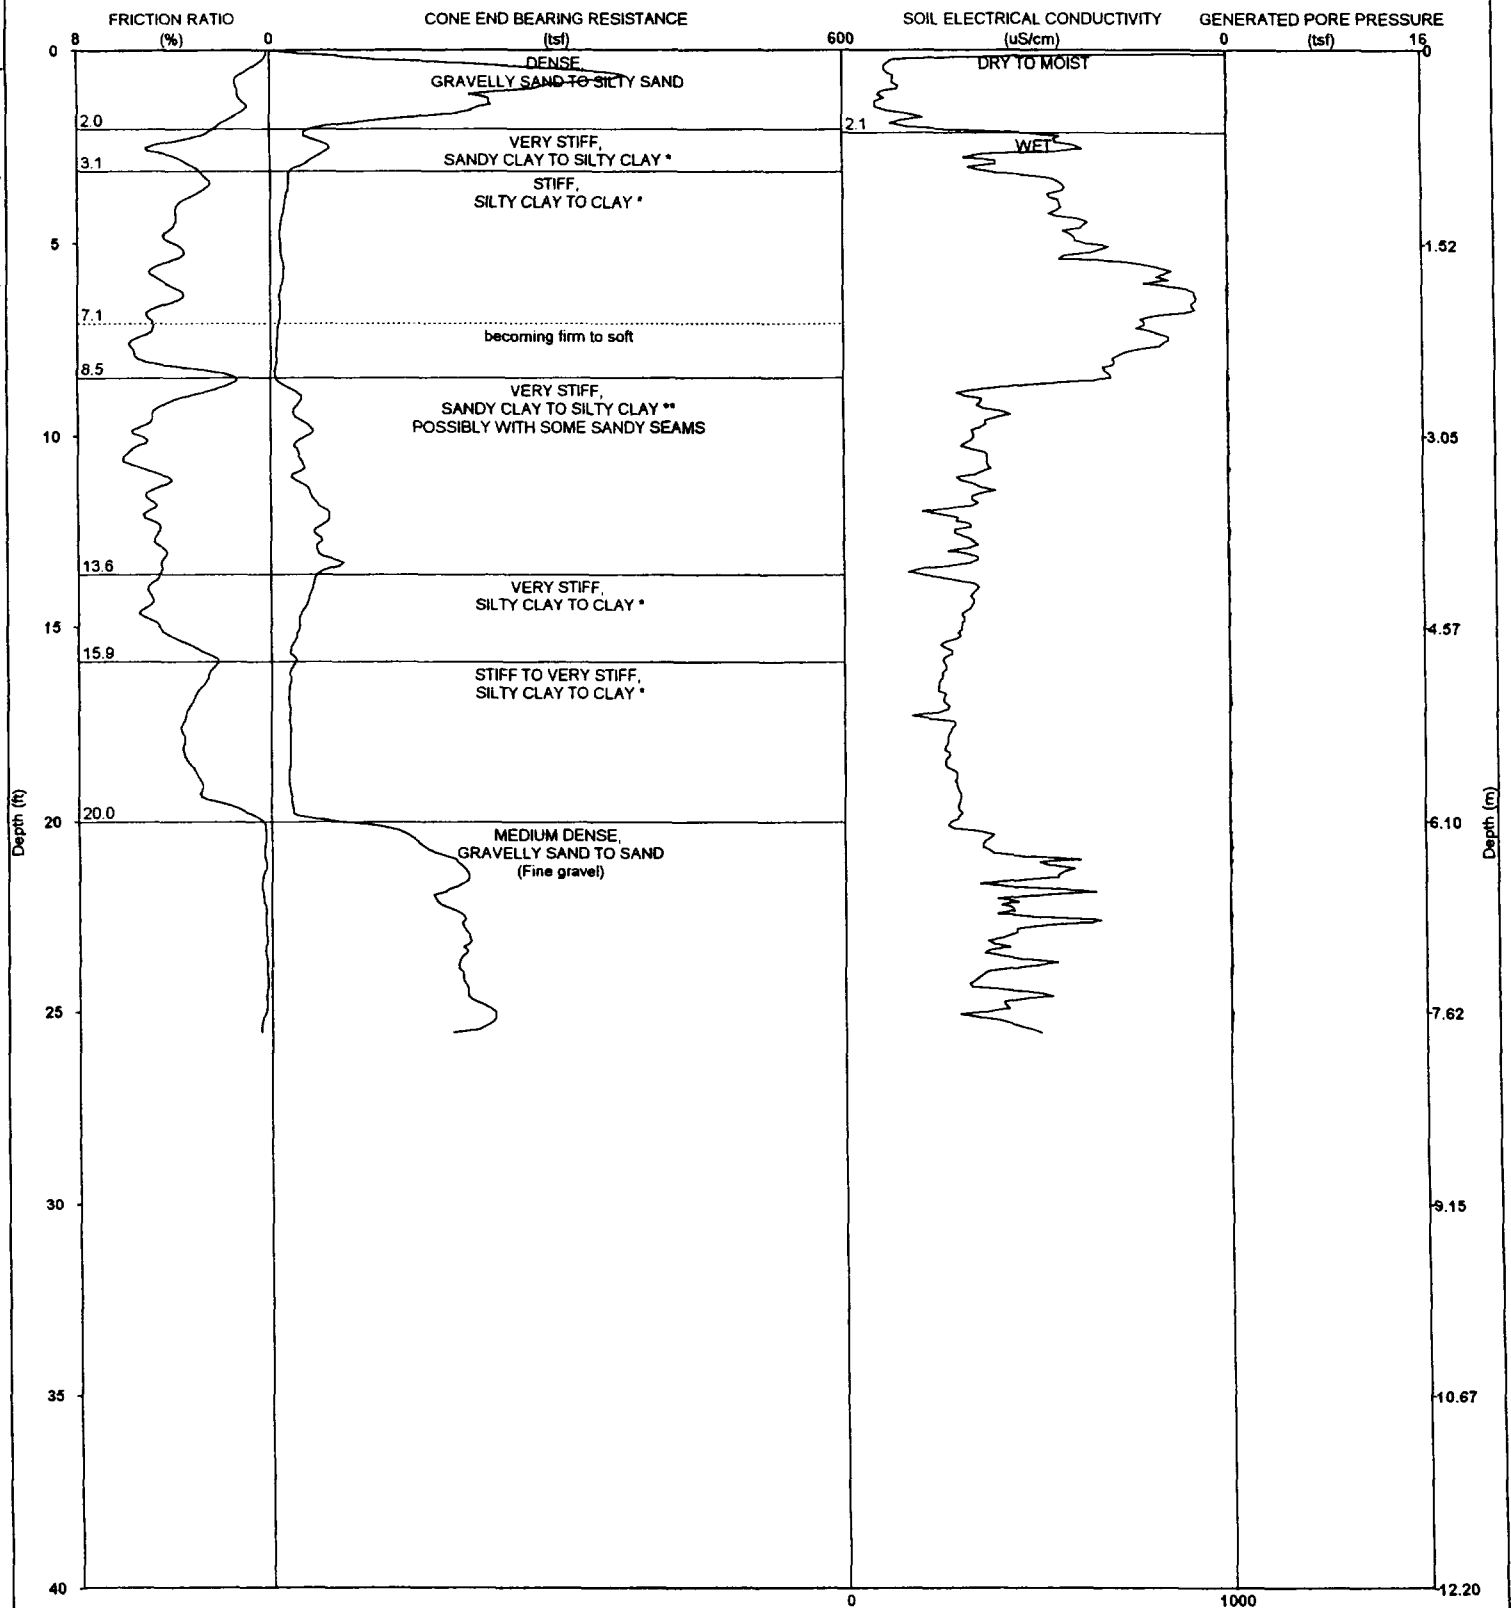 FRICTION RATIO
(%)
CONE END BEARING RESISTANCE
(tsf)
SOIL ELECTRICAL CONDUCTIVITY
(uS/cm)
GENERATED PORE PRESSURE
(tsf)
8
0
600
0
16
0
0
DENSE,
GRAVELLY SAND TO SILTY SAND
DRY TO MOIST
2.0
2.1
VERY STIFF,
SANDY CLAY TO SILTY CLAY *
WET
3.1
STIFF,
SILTY CLAY TO CLAY *
5
1.52
7.1
becoming firm to soft
8.5
VERY STIFF,
SANDY CLAY TO SILTY CLAY **
POSSIBLY WITH SOME SANDY SEAMS
10
3.05
13.6
VERY STIFF,
SILTY CLAY TO CLAY *
15
4.57
15.9
STIFF TO VERY STIFF,
SILTY CLAY TO CLAY *
Depth (ft)
Depth (m)
20.0
20
6.10
MEDIUM DENSE,
GRAVELLY SAND TO SAND
(Fine gravel)
25
7.62
30
9.15
35
10.67
40
12.20
0
1000